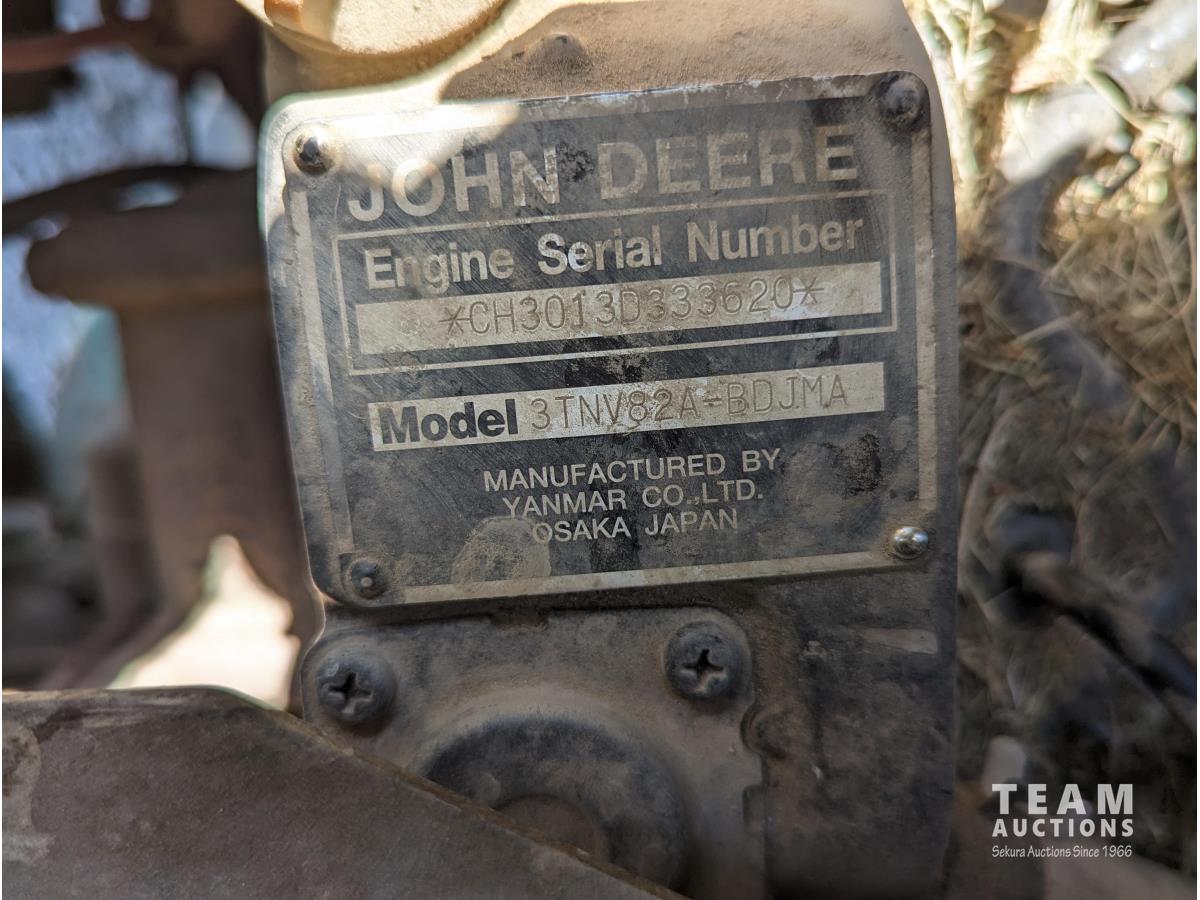 JOHN DEERE
Engine Serial Number
*CH3013D333620*
Model 3TNV82A-BDJMA
MANUFACTURED BY
YANMAR CO.,LTD.
OSAKA JAPAN
TEAM
AUCTIONS
Sekura Auctions Since 1966